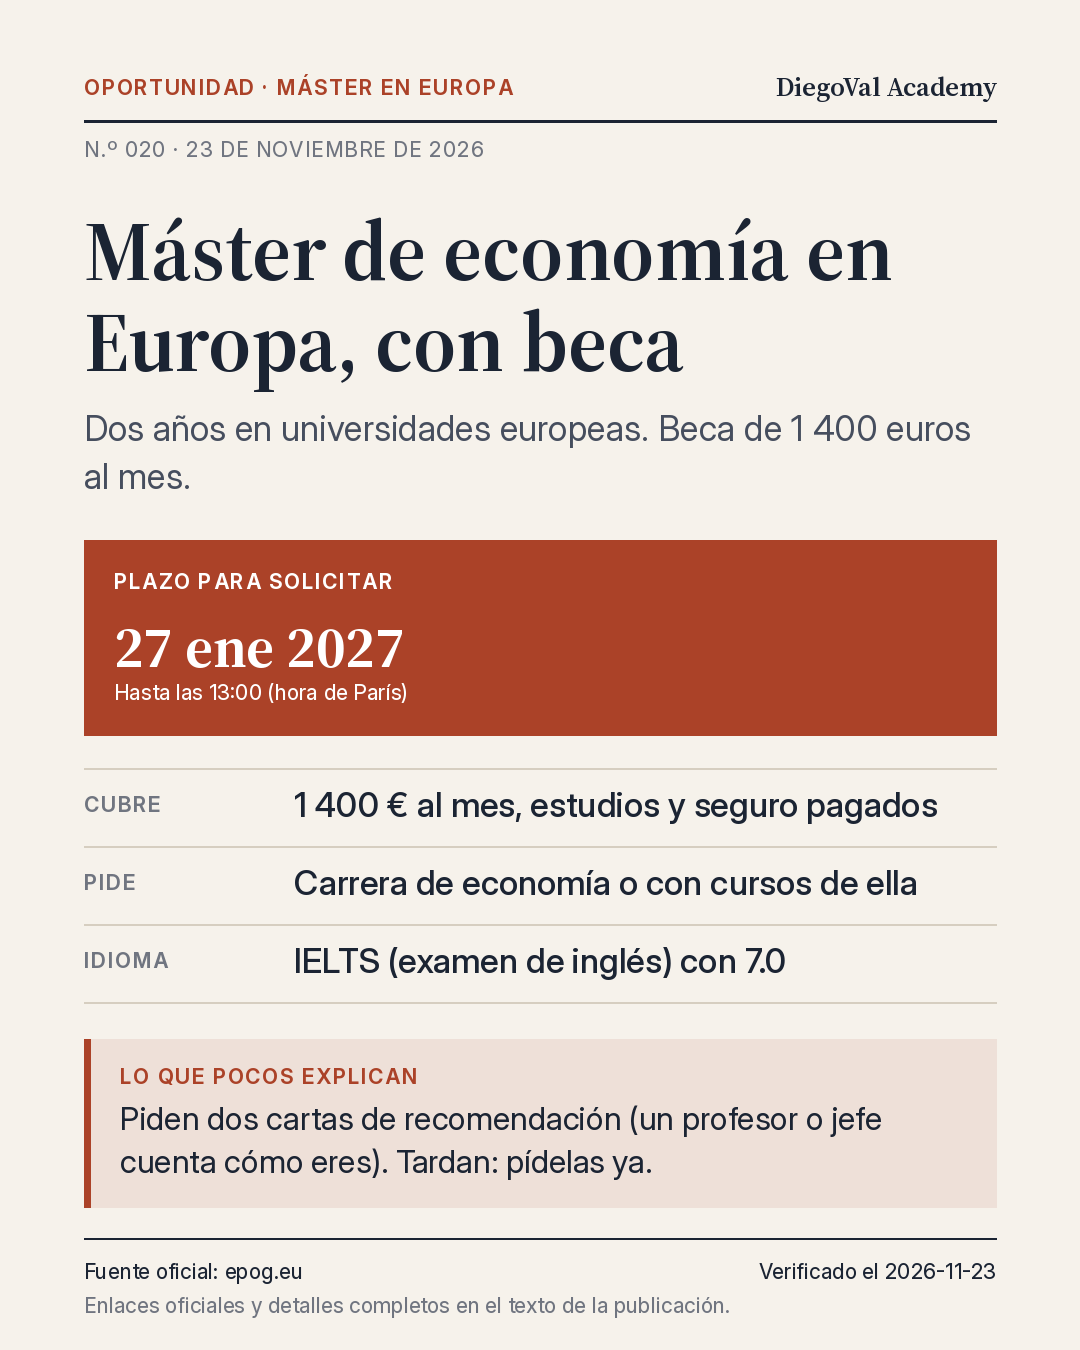 OPORTUNIDAD · MÁSTER EN EUROPA
DiegoVal Academy
N.º 020 · 23 DE NOVIEMBRE DE 2026
Máster de economía en
Europa, con beca
Dos años en universidades europeas. Beca de 1 400 euros
al mes.
PLAZO PARA SOLICITAR
27 ene 2027
Hasta las 13:00 (hora de París)
CUBRE
1 400 € al mes, estudios y seguro pagados
PIDE
Carrera de economía o con cursos de ella
IDIOMA
IELTS (examen de inglés) con 7.0
LO QUE POCOS EXPLICAN
Piden dos cartas de recomendación (un profesor o jefe
cuenta cómo eres). Tardan: pídelas ya.
Fuente oficial: epog.eu
Verificado el 2026-11-23
Enlaces oficiales y detalles completos en el texto de la publicación.